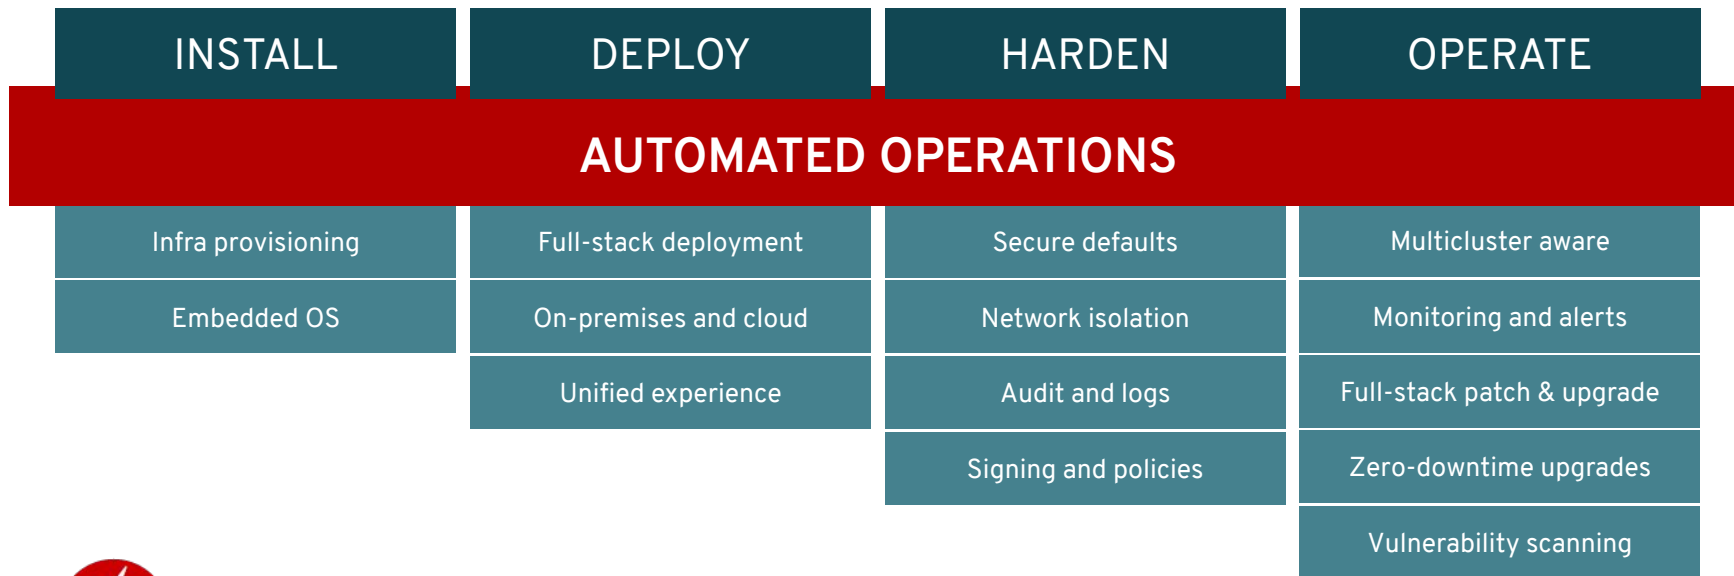 INSTALL
DEPLOY
HARDEN
OPERATE
AUTOMATED OPERATIONS
Infra provisioning
Embedded OS
Full-stack deployment
On-premises and cloud
Unified experience
Secure defaults
Network isolation
Audit and logs
Signing and policies
Multicluster aware
Monitoring and alerts
Full-stack patch & upgrade
Zero-downtime upgrades
Vulnerability scanning